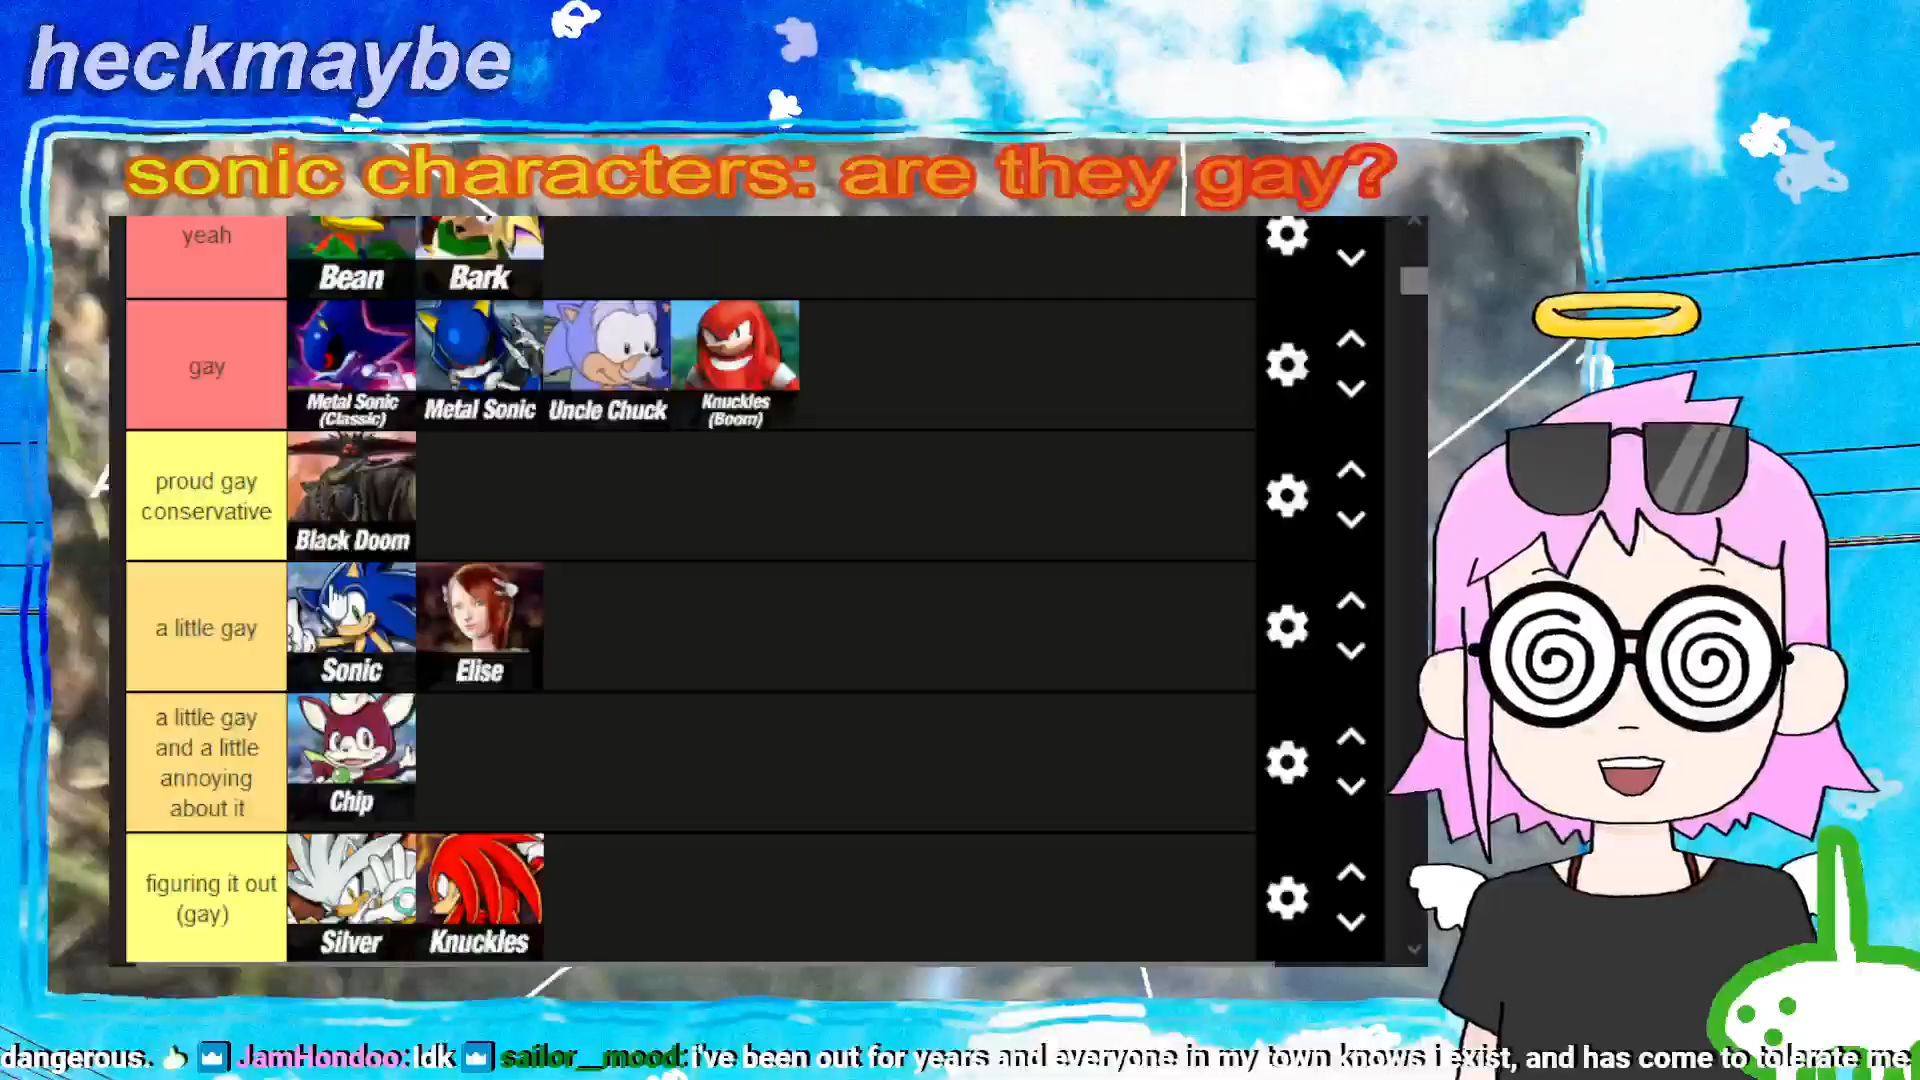 heckmaybe
sonic characters: are they gay?
yeah
Bean
Bark
gay
Metal Sonic
(Classic)
Metal Sonic
Uncle Chuck
Knuckles
(Boom)
proud gay
conservative
Black Doom
a little gay
Sonic
Elise
a little gay
and a little
annoying
about it
Chip
figuring it out
(gay)
Silver
Knuckles
dangerous. JamHondoo: Idk sailor__mood: i've been out for years and everyone in my town knows i exist, and has come to tolerate me